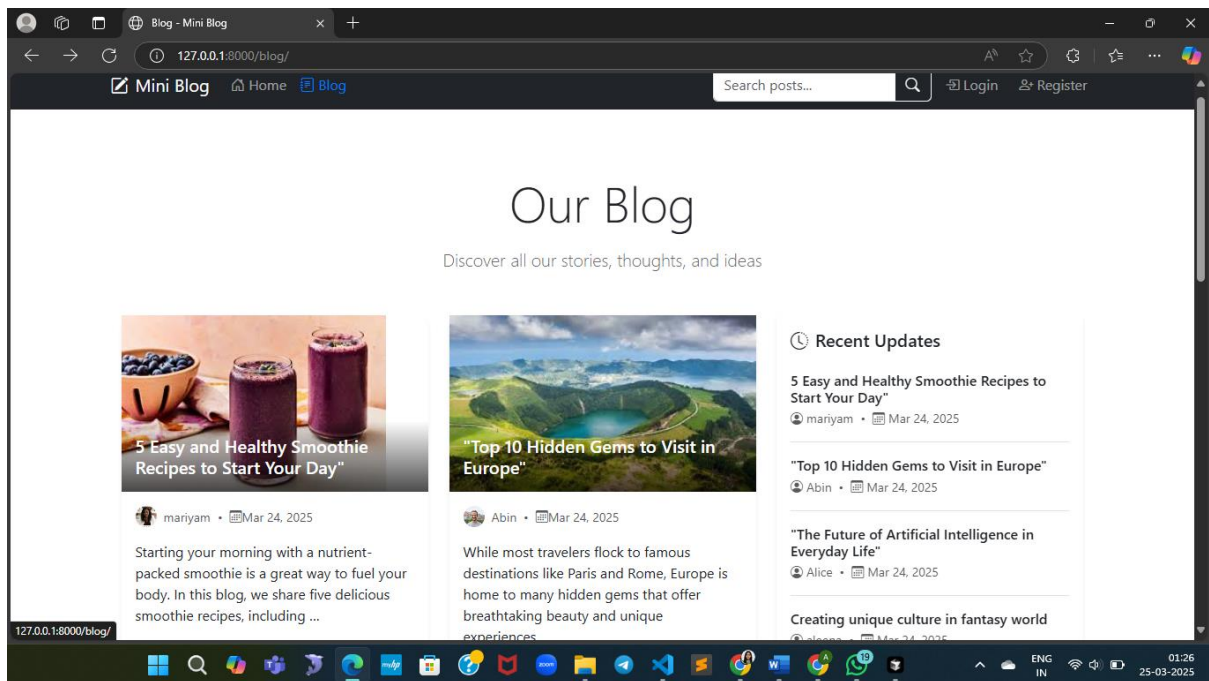 Blog - Mini Blog
127.0.0.1:8000/blog/
Mini Blog Home Blog Search posts... Login Register
Our Blog
Discover all our stories, thoughts, and ideas
5 Easy and Healthy Smoothie
Recipes to Start Your Day"
mariyam • Mar 24, 2025
Starting your morning with a nutrient-
packed smoothie is a great way to fuel your
body. In this blog, we share five delicious
smoothie recipes, including ...
"Top 10 Hidden Gems to Visit in
Europe"
Abin • Mar 24, 2025
While most travelers flock to famous
destinations like Paris and Rome, Europe is
home to many hidden gems that offer
breathtaking beauty and unique
experiences
Recent Updates
5 Easy and Healthy Smoothie Recipes to
Start Your Day"
mariyam • Mar 24, 2025
"Top 10 Hidden Gems to Visit in Europe"
Abin • Mar 24, 2025
"The Future of Artificial Intelligence in
Everyday Life"
Alice • Mar 24, 2025
Creating unique culture in fantasy world
aleena • Mar 24, 2025
127.0.0.1:8000/blog/
zoom
19
ENG
IN
01:26
25-03-2025